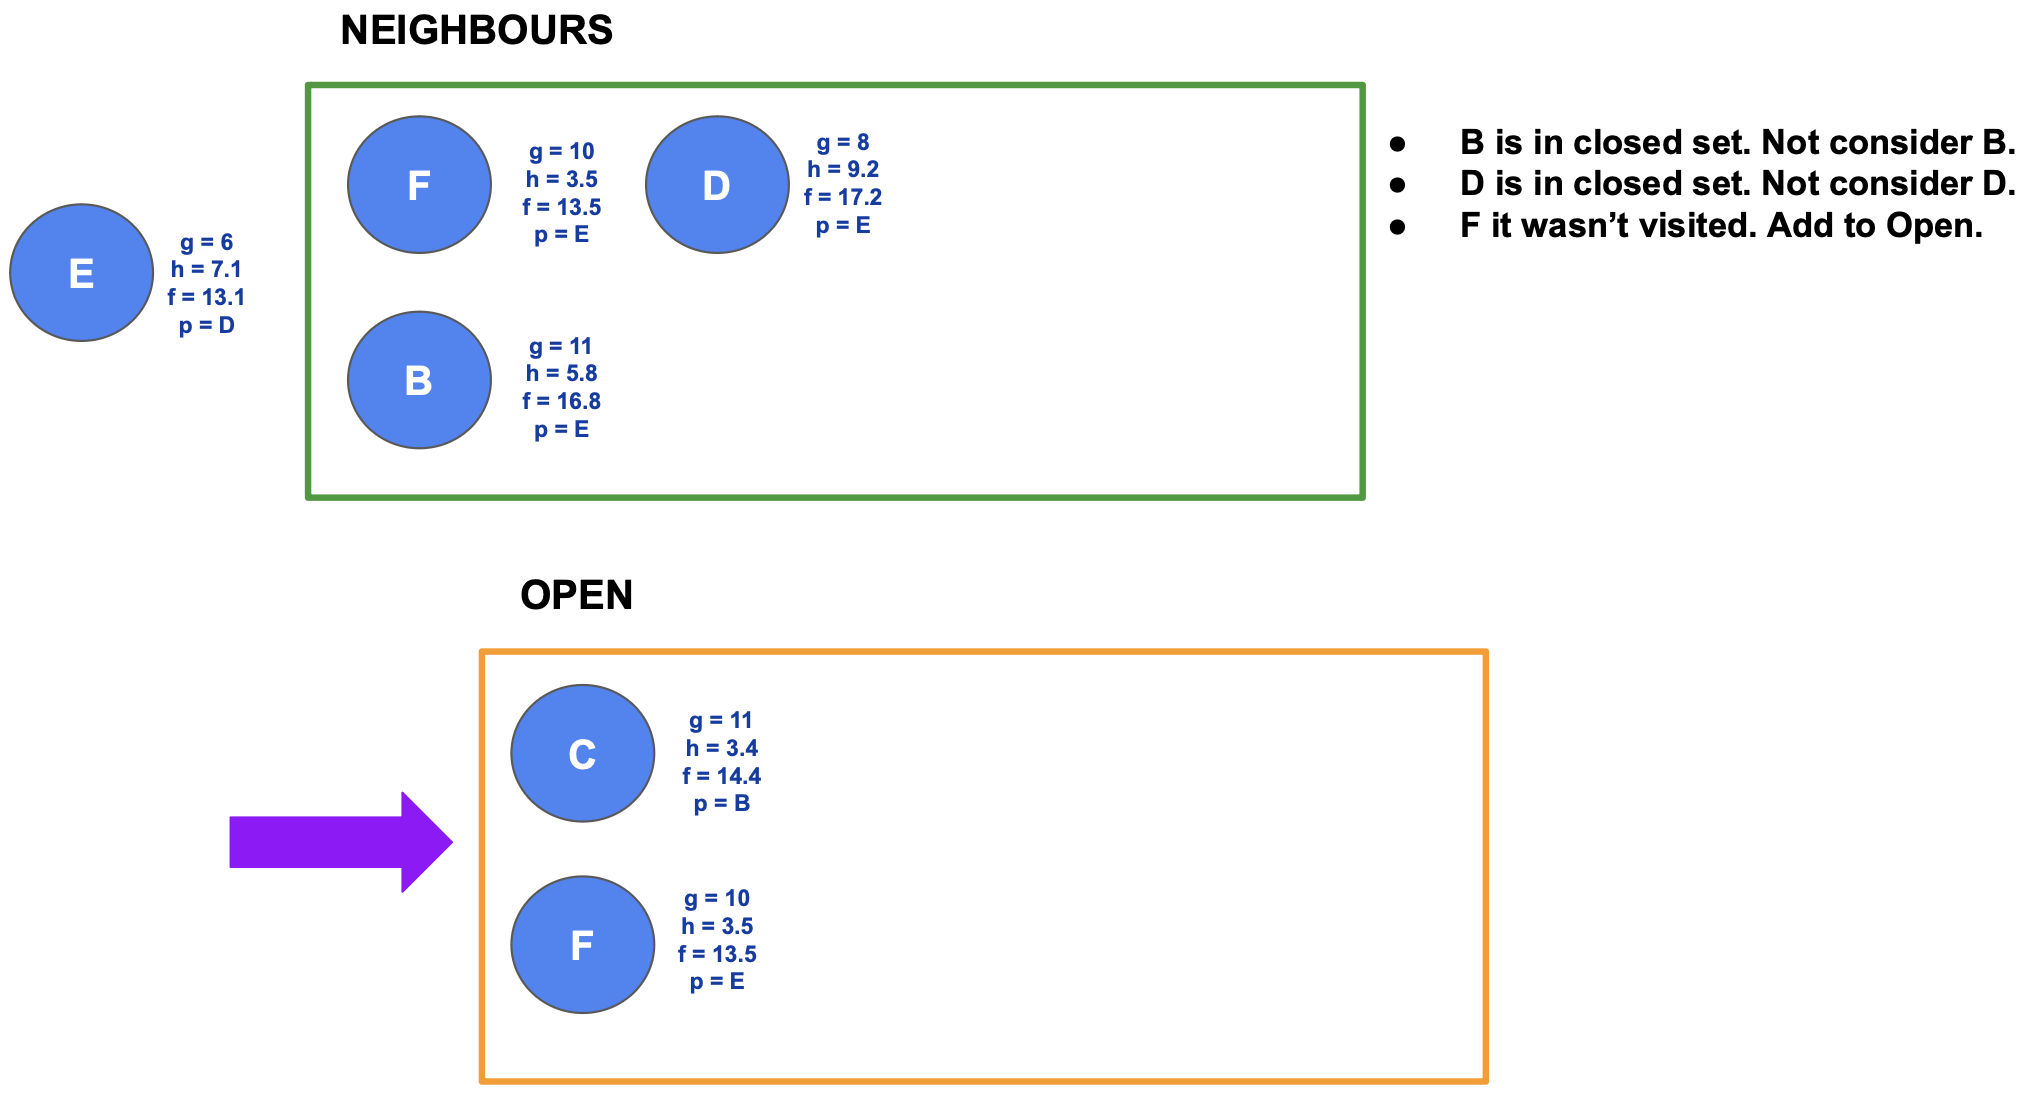 NEIGHBOURS
E
g = 6
h = 7.1
f = 13.1
p = D
F
g = 10
h = 3.5
f = 13.5
p = E
D
g = 8
h = 9.2
f = 17.2
p = E
B
g = 11
h = 5.8
f = 16.8
p = E
● B is in closed set. Not consider B.
● D is in closed set. Not consider D.
● F it wasn’t visited. Add to Open.
OPEN
C
g = 11
h = 3.4
f = 14.4
p = B
F
g = 10
h = 3.5
f = 13.5
p = E